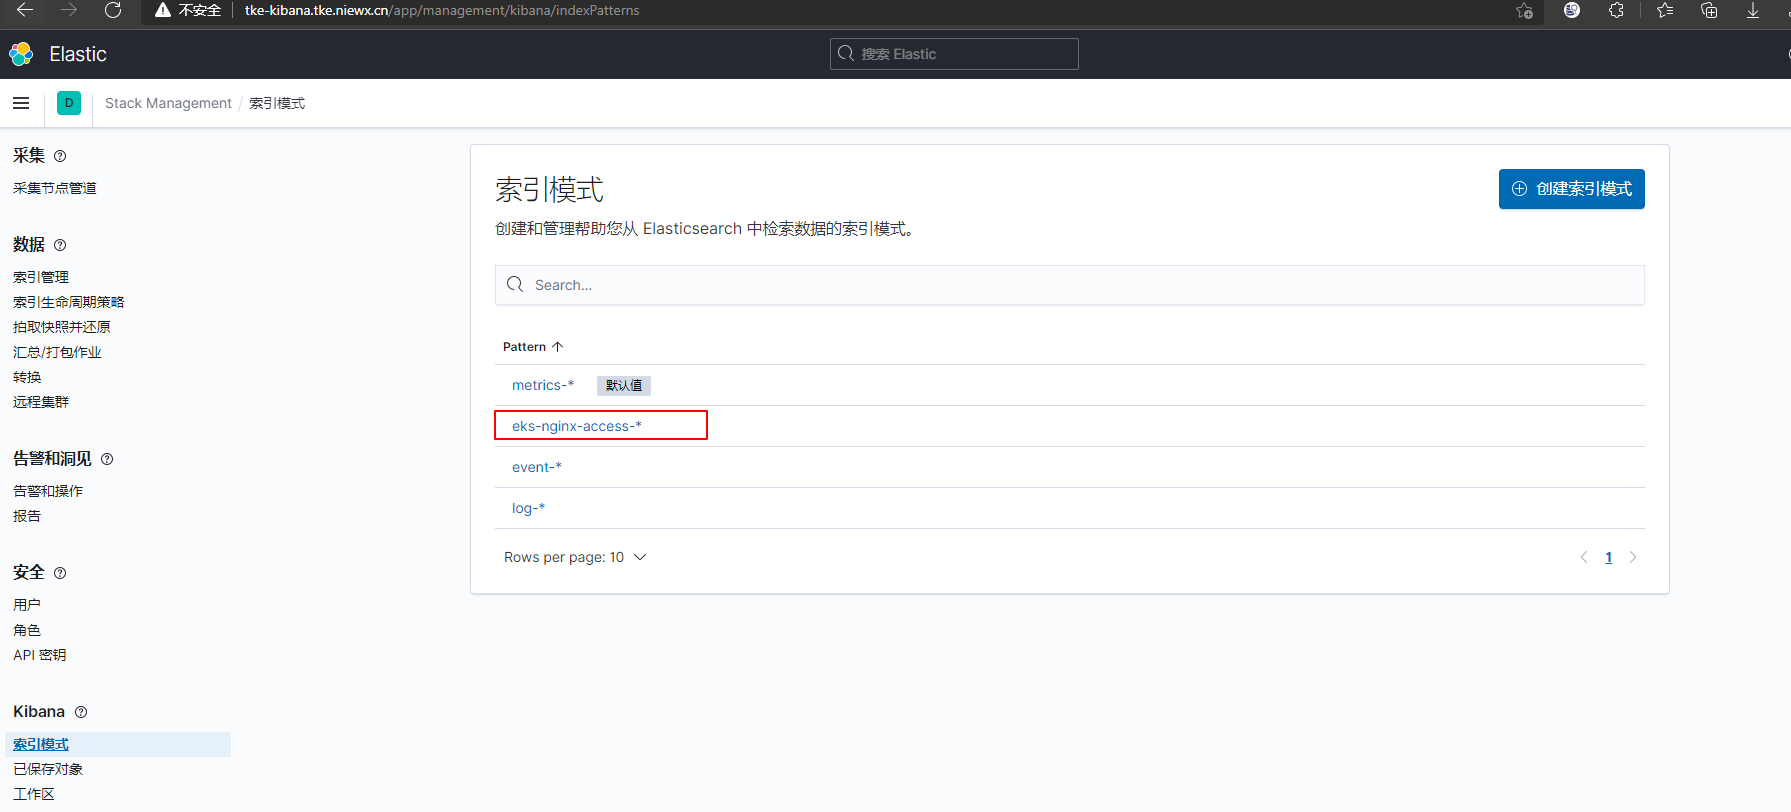 不安全 tke-kibana.tke.niewx.cn/app/management/kibana/indexPatterns
Elastic
搜索 Elastic
D
Stack Management / 索引模式
采集
采集节点管道
数据
索引管理
索引生命周期策略
拍取快照并还原
汇总/打包作业
转换
远程集群
告警和洞见
告警和操作
报告
安全
用户
角色
API 密钥
Kibana
索引模式
已保存对象
工作区
索引模式
创建索引模式
创建和管理帮助您从 Elasticsearch 中检索数据的索引模式。
Search...
Pattern
metrics-* 默认值
eks-nginx-access-*
event-*
log-*
Rows per page: 10
1